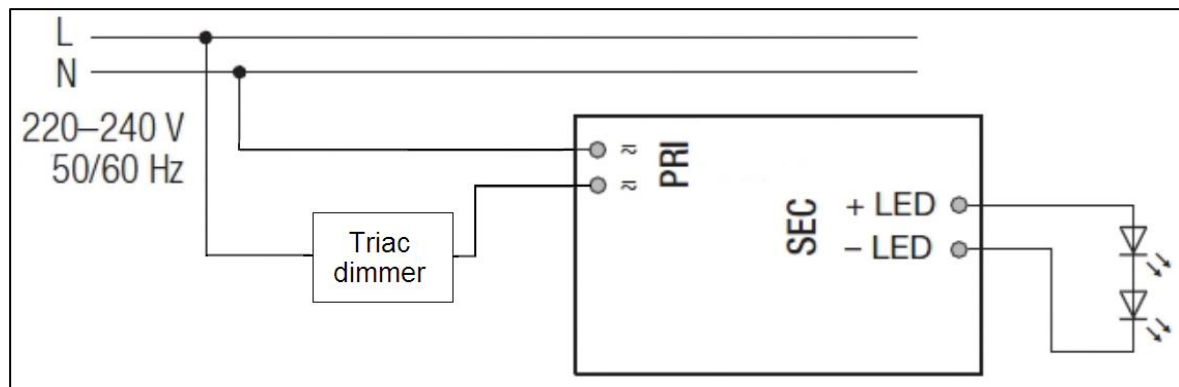 L
N
220–240 V
50/60 Hz
Triac
dimmer
≂
≂
PRI
SEC
+ LED
– LED